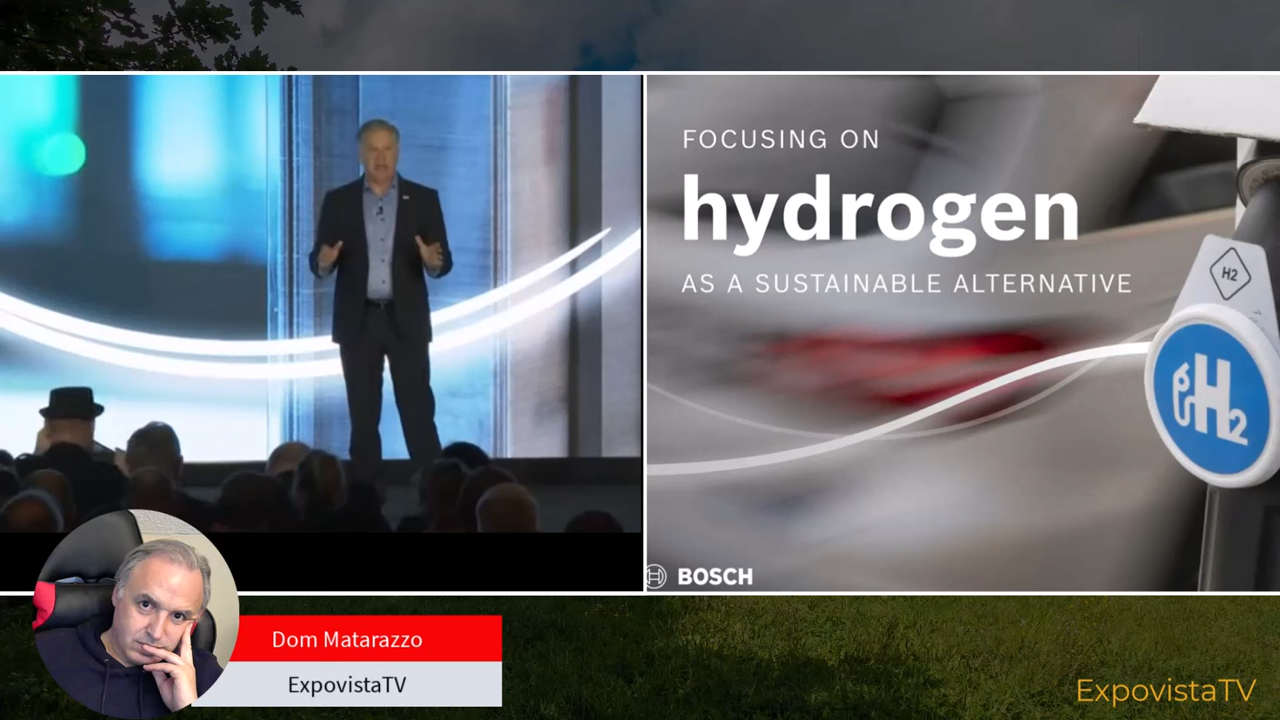 FOCUSING ON
hydrogen
AS A SUSTAINABLE ALTERNATIVE
H2
H2
BOSCH
Dom Matarazzo
ExpovistaTV
ExpovistaTV